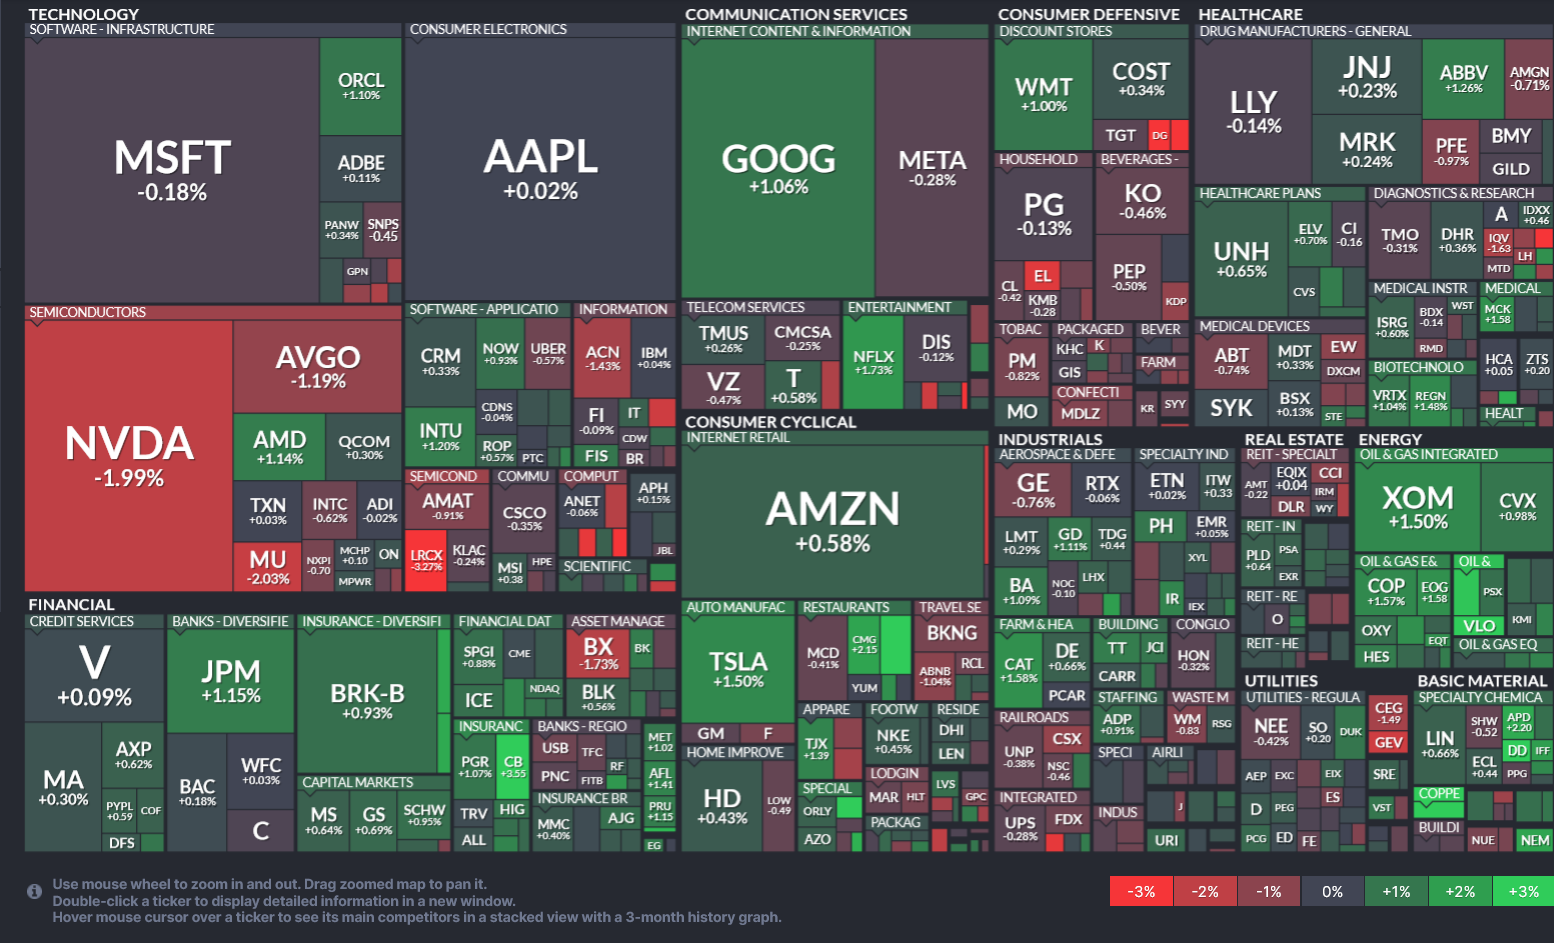 TECHNOLOGY
SOFTWARE - INFRASTRUCTURE
MSFT
-0.18%
ORCL
+1.10%
ADBE
+0.11%
PANW
+0.34%
SNPS
-0.45
GPN
CONSUMER ELECTRONICS
AAPL
+0.02%
SEMICONDUCTORS
NVDA
-1.99%
AVGO
-1.19%
AMD
+1.14%
QCOM
+0.30%
TXN
+0.03%
INTC
-0.62%
ADI
-0.02%
MU
-2.03%
NXPI
-0.70
MCHP
+0.10
ON
MPWR
SOFTWARE - APPLICATIO
CRM
+0.33%
NOW
+0.93%
UBER
-0.57%
INTU
+1.20%
CDNS
-0.04%
ROP
+0.57%
PTC
INFORMATION
ACN
-1.43%
IBM
+0.04%
FI
-0.09%
IT
CDW
FIS
BR
SEMICOND
AMAT
-0.91%
LRCX
-3.27%
KLAC
-0.24%
COMMU
CSCO
-0.35%
MSI
+0.38
HPE
COMPUT
ANET
-0.06%
APH
+0.15%
JBL
SCIENTIFIC
COMMUNICATION SERVICES
INTERNET CONTENT & INFORMATION
GOOG
+1.06%
META
-0.28%
TELECOM SERVICES
TMUS
+0.26%
CMCSA
-0.25%
VZ
-0.47%
T
+0.58%
ENTERTAINMENT
NFLX
+1.73%
DIS
-0.12%
CONSUMER CYCLICAL
INTERNET RETAIL
AMZN
+0.58%
AUTO MANUFAC
TSLA
+1.50%
GM
F
RESTAURANTS
MCD
-0.41%
CMG
+2.15
YUM
TRAVEL SE
BKNG
ABNB
-1.04%
RCL
HOME IMPROVE
HD
+0.43%
LOW
-0.49
APPARE
TJX
+1.39
FOOTW
NKE
+0.45%
RESIDE
DHI
LEN
SPECIAL
ORLY
AZO
LODGIN
MAR
HLT
LVS
GPC
PACKAG
CONSUMER DEFENSIVE
DISCOUNT STORES
WMT
+1.00%
COST
+0.34%
TGT
DG
HOUSEHOLD
PG
-0.13%
CL
-0.42
EL
KMB
-0.28
BEVERAGES -
KO
-0.46%
PEP
-0.50%
KDP
TOBAC
PM
-0.82%
MO
PACKAGED
KHC
K
GIS
CONFECTI
MDLZ
BEVER
FARM
KR
SYY
HEALTHCARE
DRUG MANUFACTURERS - GENERAL
LLY
-0.14%
JNJ
+0.23%
ABBV
+1.26%
AMGN
-0.71%
MRK
+0.24%
PFE
-0.97%
BMY
GILD
HEALTHCARE PLANS
UNH
+0.65%
ELV
+0.70%
CI
-0.16
CVS
DIAGNOSTICS & RESEARCH
TMO
-0.31%
DHR
+0.36%
A
IDXX
+0.46
IQV
-1.63
LH
MTD
MEDICAL DEVICES
ABT
-0.74%
MDT
+0.33%
EW
DXCM
SYK
BSX
+0.13%
STE
MEDICAL INSTR
ISRG
+0.60%
BDX
-0.14
WST
RMD
MEDICAL
MCK
+1.58
BIOTECHNOLO
VRTX
+1.04%
REGN
+1.48%
HCA
+0.05
ZTS
+0.20
HEALT
FINANCIAL
CREDIT SERVICES
V
+0.09%
MA
+0.30%
AXP
+0.62%
PYPL
+0.59
COF
DFS
BANKS - DIVERSIFIE
JPM
+1.15%
BAC
+0.18%
WFC
+0.03%
C
INSURANCE - DIVERSIFI
BRK-B
+0.93%
CAPITAL MARKETS
MS
+0.64%
GS
+0.69%
SCHW
+0.95%
FINANCIAL DAT
SPGI
+0.88%
CME
ICE
NDAQ
ASSET MANAGE
BX
-1.73%
BK
BLK
+0.56%
INSURANC
PGR
+1.07%
CB
+3.55
TRV
HIG
ALL
BANKS - REGIO
USB
TFC
PNC
FITB
RF
INSURANCE BR
MMC
+0.40%
AJG
MET
+1.02
AFL
+1.41
PRU
+1.15
EG
INDUSTRIALS
AEROSPACE & DEFE
GE
-0.76%
RTX
-0.06%
LMT
+0.29%
GD
+1.11%
TDG
+0.44
BA
+1.09%
NOC
-0.10
LHX
SPECIALTY IND
ETN
+0.02%
ITW
+0.33
PH
EMR
+0.05%
XYL
IR
IEX
FARM & HEA
CAT
+1.58%
DE
+0.66%
PCAR
BUILDING
TT
JCI
CARR
CONGLO
HON
-0.32%
STAFFING
ADP
+0.91%
WASTE M
WM
-0.83
RSG
RAILROADS
UNP
-0.38%
CSX
NSC
-0.46
SPECI
AIRLI
INTEGRATED
UPS
-0.28%
FDX
INDUS
J
URI
REAL ESTATE
REIT - SPECIALT
AMT
-0.22
EQIX
+0.04
CCI
IRM
DLR
WY
REIT - IN
PLD
+0.64
PSA
EXR
REIT - RE
O
REIT - HE
ENERGY
OIL & GAS INTEGRATED
XOM
+1.50%
CVX
+0.98%
OIL & GAS E&
COP
+1.57%
EOG
+1.58
OXY
EQT
HES
OIL &
PSX
VLO
KMI
OIL & GAS EQ
UTILITIES
UTILITIES - REGULA
NEE
-0.42%
SO
+0.20
DUK
AEP
EXC
EIX
D
PEG
ES
PCG
ED
FE
CEG
-1.49
GEV
SRE
VST
BASIC MATERIAL
SPECIALTY CHEMICA
LIN
+0.66%
SHW
-0.52
APD
+2.20
ECL
+0.44
DD
IFF
PPG
COPPE
BUILDI
NUE
NEM
Use mouse wheel to zoom in and out. Drag zoomed map to pan it.
Double-click a ticker to display detailed information in a new window.
Hover mouse cursor over a ticker to see its main competitors in a stacked view with a 3-month history graph.
-3%
-2%
-1%
0%
+1%
+2%
+3%